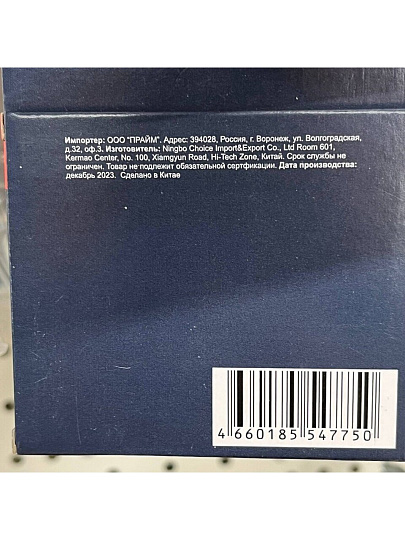 Импортер: ООО "ПРАЙМ". Адрес: 394028, Россия, г. Воронеж, ул. Волгоградская,
д.32, оф.3. Изготовитель: Ningbo Choice Import&Export Co., Ltd Room 601,
Kermao Center, No. 100, Xiamgyun Road, Hi-Tech Zone, Китай. Срок службы не
ограничен. Товар не подлежит обязательной сертфикации. Дата производства:
декабрь 2023. Сделано в Китае
4 660185 547750